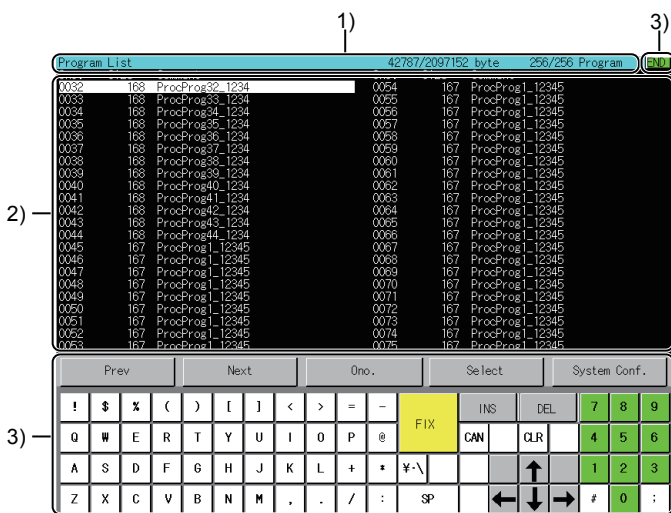 1)
3)
Program List 42787/2097152 byte 256/256 Program END
0032 168 ProcProg32_1234 0054 167 ProcProg1_12345
0033 168 ProcProg33_1234 0055 167 ProcProg1_12345
0034 168 ProcProg34_1234 0056 167 ProcProg1_12345
0035 168 ProcProg35_1234 0057 167 ProcProg1_12345
0036 168 ProcProg36_1234 0058 167 ProcProg1_12345
0037 168 ProcProg37_1234 0059 167 ProcProg1_12345
0038 168 ProcProg38_1234 0060 167 ProcProg1_12345
0039 168 ProcProg39_1234 0061 167 ProcProg1_12345
0040 168 ProcProg40_1234 0062 167 ProcProg1_12345
0041 168 ProcProg41_1234 0063 167 ProcProg1_12345
0042 168 ProcProg42_1234 0064 167 ProcProg1_12345
2)
0043 168 ProcProg43_1234 0065 167 ProcProg1_12345
0044 168 ProcProg44_1234 0066 167 ProcProg1_12345
0045 167 ProcProg1_12345 0067 167 ProcProg1_12345
0046 167 ProcProg1_12345 0068 167 ProcProg1_12345
0047 167 ProcProg1_12345 0069 167 ProcProg1_12345
0048 167 ProcProg1_12345 0070 167 ProcProg1_12345
0049 167 ProcProg1_12345 0071 167 ProcProg1_12345
0050 167 ProcProg1_12345 0072 167 ProcProg1_12345
0051 167 ProcProg1_12345 0073 167 ProcProg1_12345
0052 167 ProcProg1_12345 0074 167 ProcProg1_12345
0053 167 ProcProg1_12345 0075 167 ProcProg1_12345
Prev Next Ono. Select System Conf.
! $ % ( ) [ ] < > = - FIX INS DEL 7 8 9
3)
Q W E R T Y U I O P @ CAN CLR 4 5 6
A S D F G H J K L + * ¥·\ ↑ 1 2 3
Z X C V B N M , . / : SP ← ↓ → # 0 ;